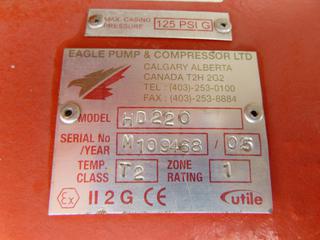 MAX. CASING
PRESSURE
125 PSI G
EAGLE PUMP & COMPRESSOR LTD
CALGARY ALBERTA
CANADA T2H 2G2
TEL : (403)-253-0100
FAX : (403)-253-8884
MODEL HD220
SERIAL No
/YEAR M109468 / 05
TEMP.
CLASS T2 ZONE
RATING 1
Ex II 2 G CE utile